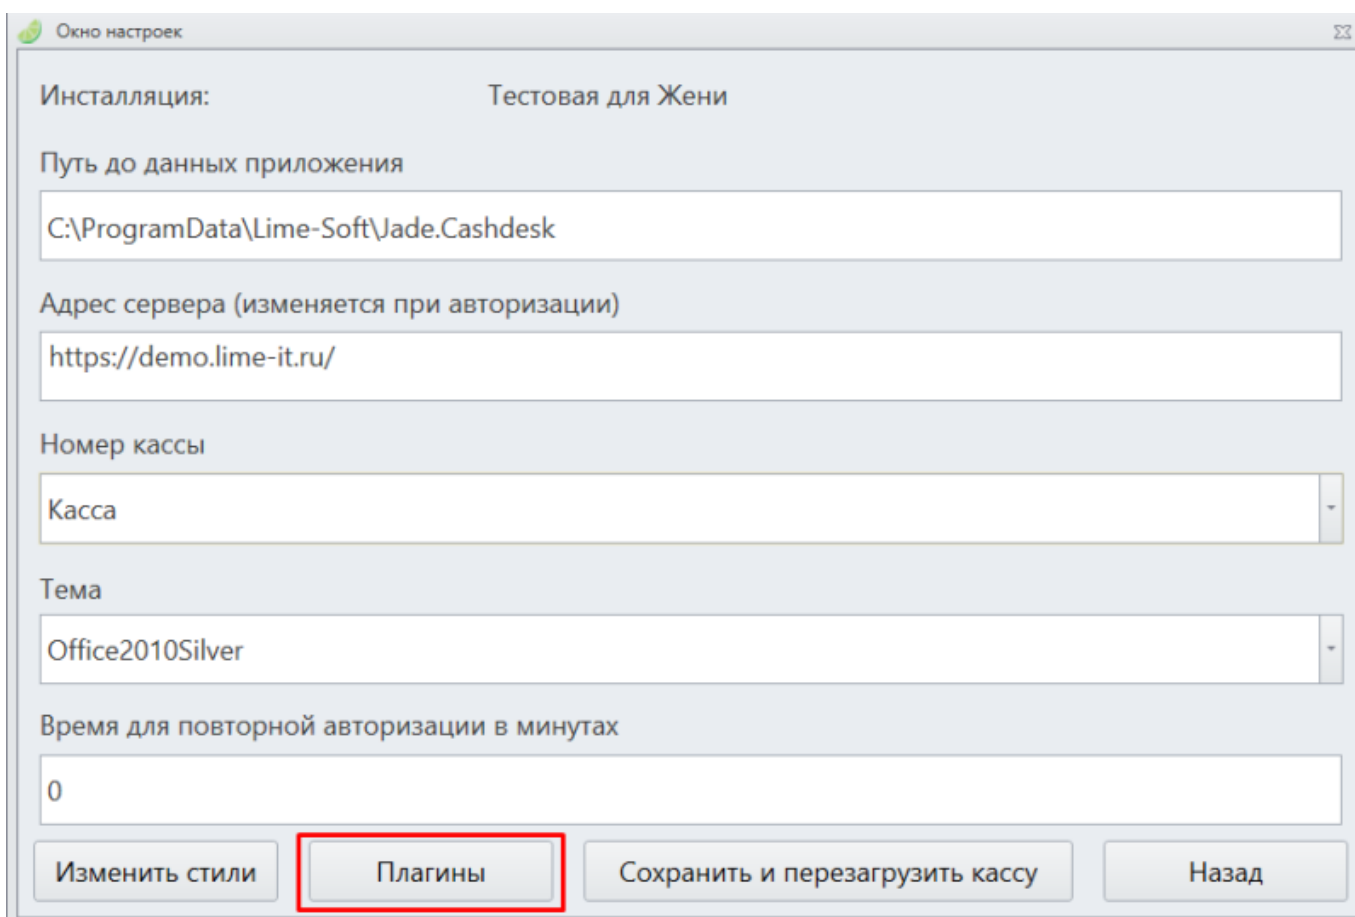 Окно настроек
Инсталляция: Тестовая для Жени
Путь до данных приложения
C:\ProgramData\Lime-Soft\Jade.Cashdesk
Адрес сервера (изменяется при авторизации)
https://demo.lime-it.ru/
Номер кассы
Касса
Тема
Office2010Silver
Время для повторной авторизации в минутах
0
Изменить стили Плагины Сохранить и перезагрузить кассу Назад